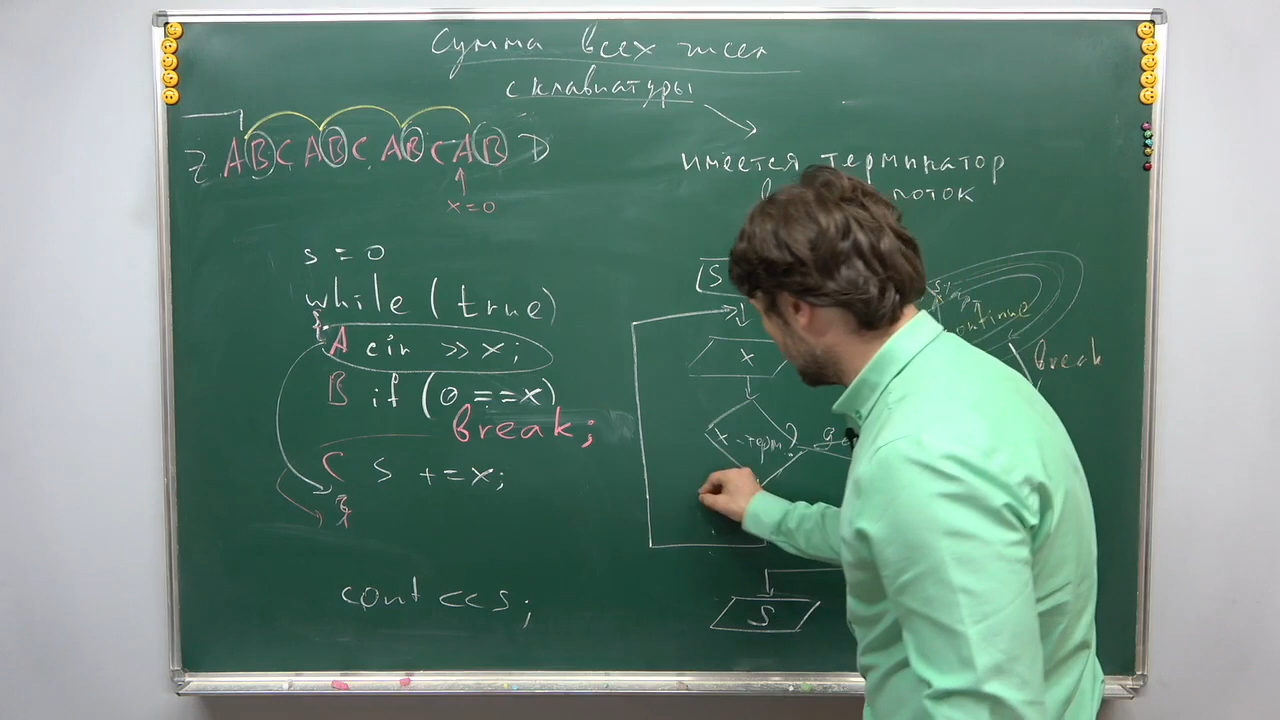 Сумма всех чисел
с клавиатуры
Z ABCABCABCAB D
x=0
имеется терминатор
поток
s = 0
while (true)
{
A cin >> x;
B if (0 == x)
break;
C s += x;
}
cout << s;
S
x
x - терм?
continue
break
S